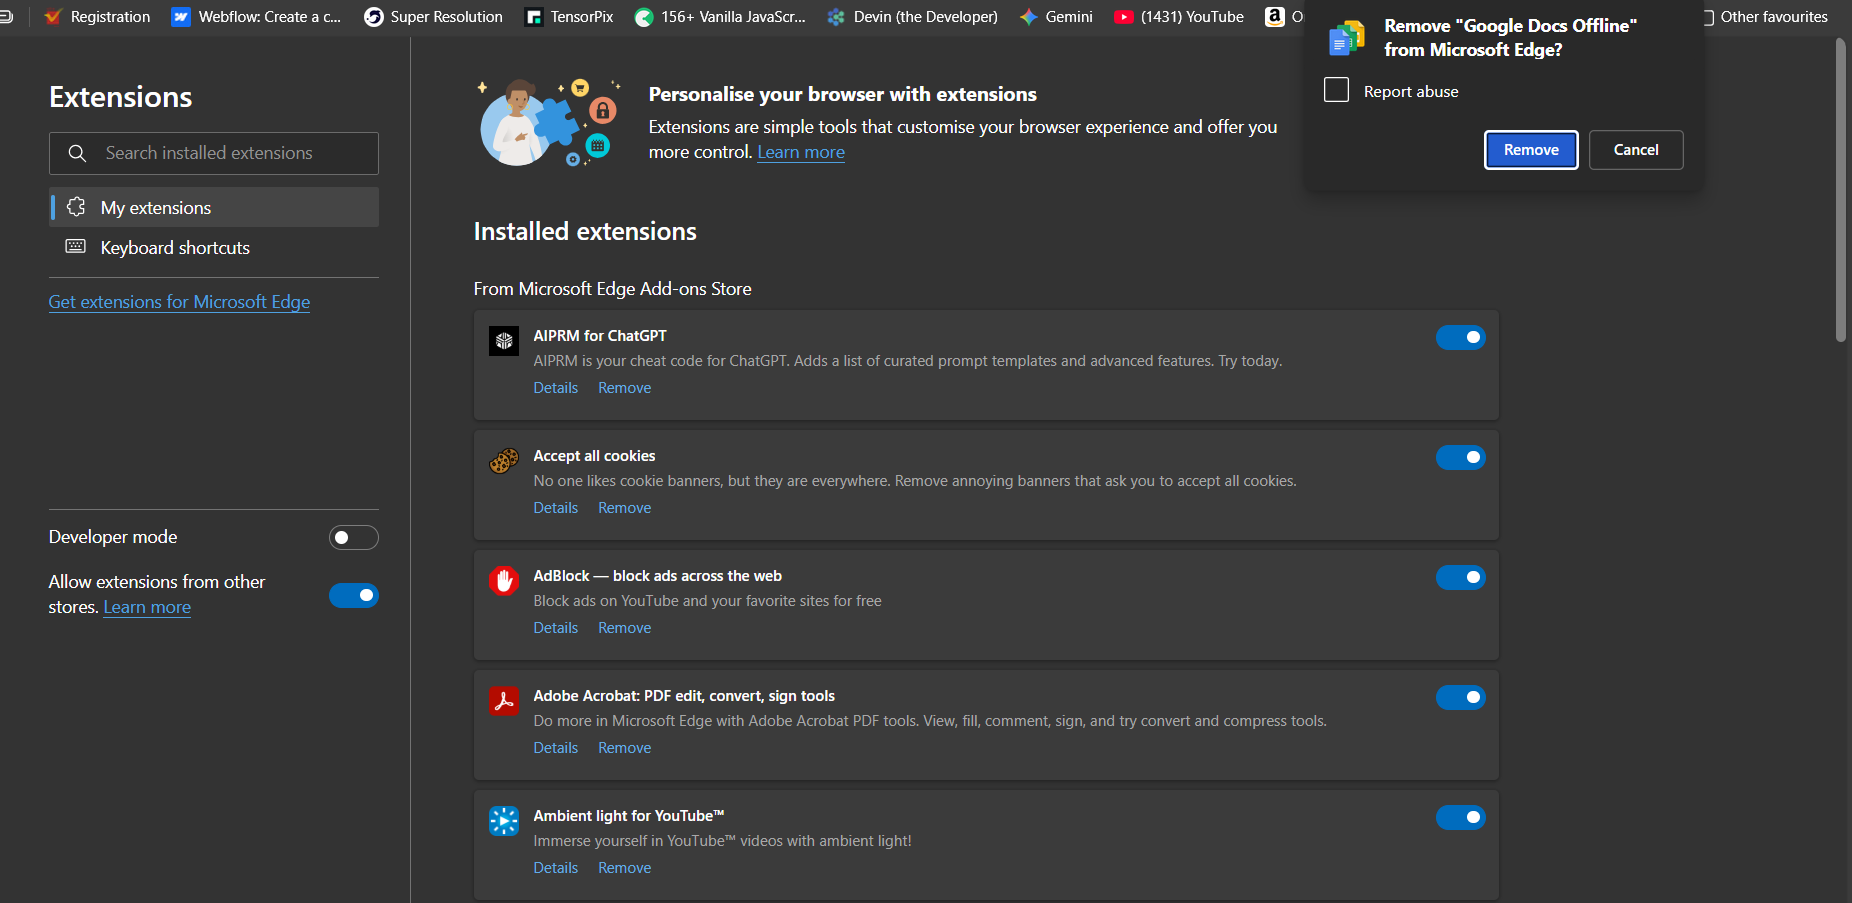 Registration
Webflow: Create a c...
Super Resolution
TensorPix
156+ Vanilla JavaScr...
Devin (the Developer)
Gemini
(1431) YouTube
Other favourites
Remove "Google Docs Offline"
from Microsoft Edge?
Report abuse
Remove
Cancel
Extensions
Search installed extensions
My extensions
Keyboard shortcuts
Get extensions for Microsoft Edge
Developer mode
Allow extensions from other
stores. Learn more
Personalise your browser with extensions
Extensions are simple tools that customise your browser experience and offer you
more control. Learn more
Installed extensions
From Microsoft Edge Add-ons Store
AIPRM for ChatGPT
AIPRM is your cheat code for ChatGPT. Adds a list of curated prompt templates and advanced features. Try today.
Details Remove
Accept all cookies
No one likes cookie banners, but they are everywhere. Remove annoying banners that ask you to accept all cookies.
Details Remove
AdBlock — block ads across the web
Block ads on YouTube and your favorite sites for free
Details Remove
Adobe Acrobat: PDF edit, convert, sign tools
Do more in Microsoft Edge with Adobe Acrobat PDF tools. View, fill, comment, sign, and try convert and compress tools.
Details Remove
Ambient light for YouTube™
Immerse yourself in YouTube™ videos with ambient light!
Details Remove